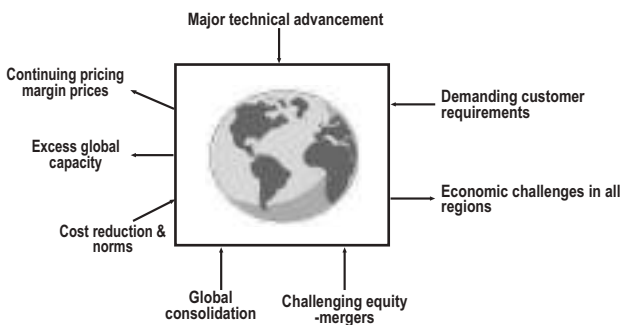 Major technical advancement
Continuing pricing
margin prices
Demanding customer
requirements
Excess global
capacity
Economic challenges in all
regions
Cost reduction &
norms
Global
consolidation
Challenging equity
-mergers